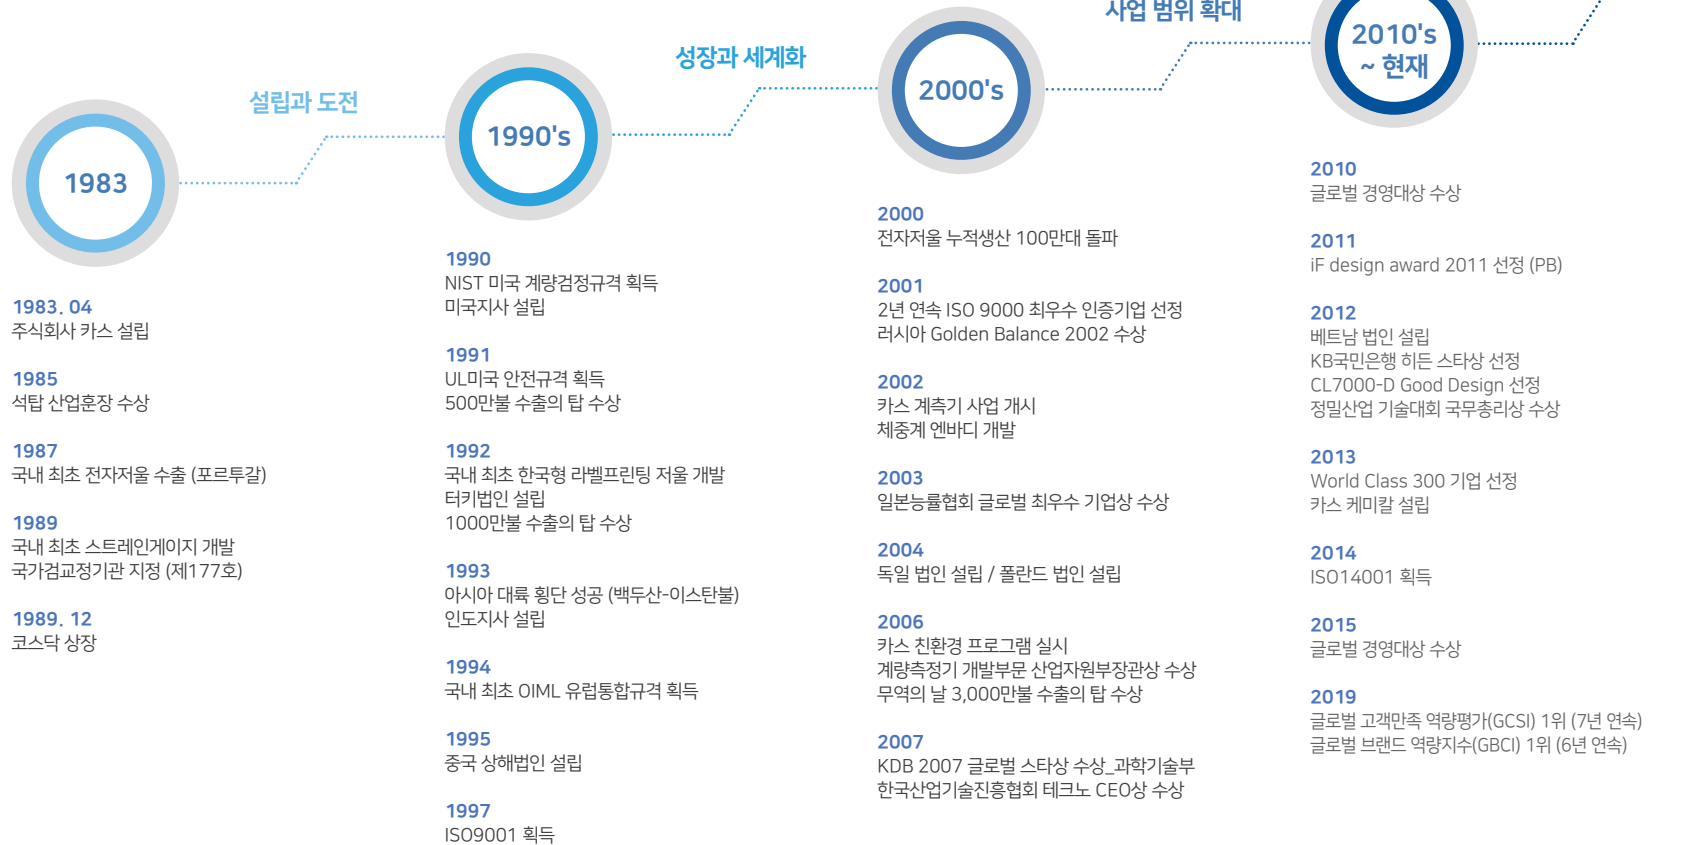 1983
설립과 도전
1983. 04
주식회사 카스 설립
1985
석탑 산업훈장 수상
1987
국내 최초 전자저울 수출 (포르투갈)
1989
국내 최초 스트레인게이지 개발
국가검교정기관 지정 (제177호)
1989. 12
코스닥 상장
1990's
성장과 세계화
1990
NIST 미국 계량검정규격 획득
미국지사 설립
1991
UL미국 안전규격 획득
500만불 수출의 탑 수상
1992
국내 최초 한국형 라벨프린팅 저울 개발
터키법인 설립
1000만불 수출의 탑 수상
1993
아시아 대륙 횡단 성공 (백두산-이스탄불)
인도지사 설립
1994
국내 최초 OIML 유럽통합규격 획득
1995
중국 상해법인 설립
1997
ISO9001 획득
2000's
사업 범위 확대
2000
전자저울 누적생산 100만대 돌파
2001
2년 연속 ISO 9000 최우수 인증기업 선정
러시아 Golden Balance 2002 수상
2002
카스 계측기 사업 개시
체중계 엔바디 개발
2003
일본능률협회 글로벌 최우수 기업상 수상
2004
독일 법인 설립 / 폴란드 법인 설립
2006
카스 친환경 프로그램 실시
계량측정기 개발부문 산업자원부장관상 수상
무역의 날 3,000만불 수출의 탑 수상
2007
KDB 2007 글로벌 스타상 수상_과학기술부
한국산업기술진흥협회 테크노 CEO상 수상
2010's
~ 현재
2010
글로벌 경영대상 수상
2011
iF design award 2011 선정 (PB)
2012
베트남 법인 설립
KB국민은행 히든 스타상 선정
CL7000-D Good Design 선정
정밀산업 기술대회 국무총리상 수상
2013
World Class 300 기업 선정
카스 케미칼 설립
2014
ISO14001 획득
2015
글로벌 경영대상 수상
2019
글로벌 고객만족 역량평가(GCSI) 1위 (7년 연속)
글로벌 브랜드 역량지수(GBCI) 1위 (6년 연속)